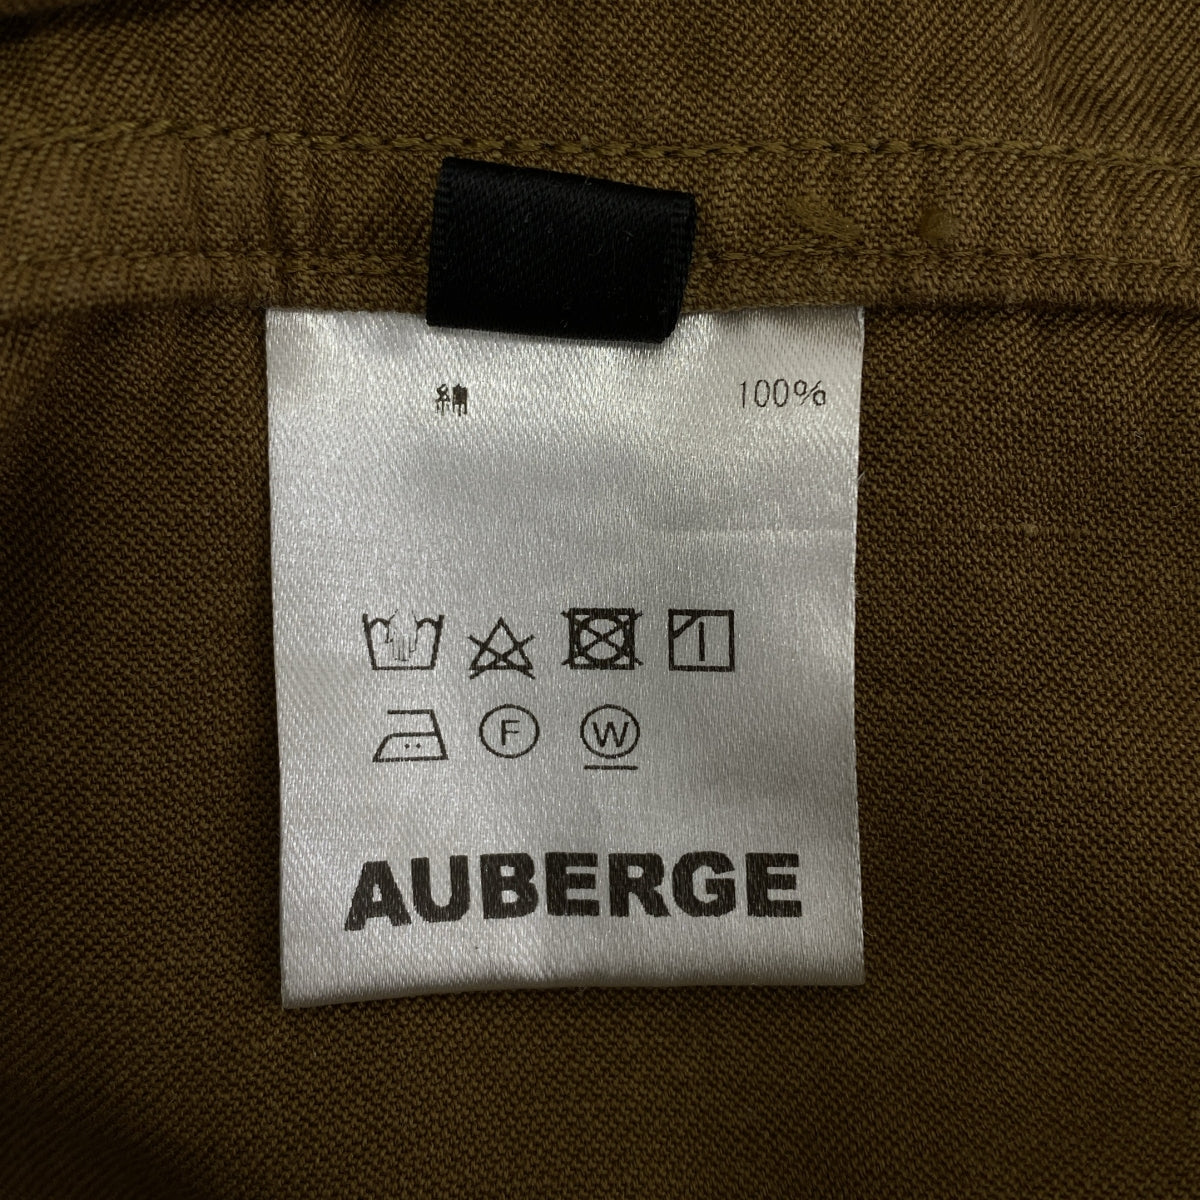 綿 100%
F W
AUBERGE